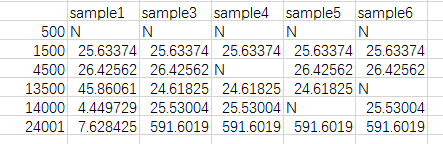 sample1 sample3 sample4 sample5 sample6
500 N N N N N
1500 25.63374 25.63374 25.63374 25.63374 25.63374
4500 26.42562 26.42562 N 26.42562 26.42562
13500 45.86061 24.61825 24.61825 24.61825 N
14000 4.449729 25.53004 25.53004 N 25.53004
24001 7.628425 591.6019 591.6019 591.6019 591.6019